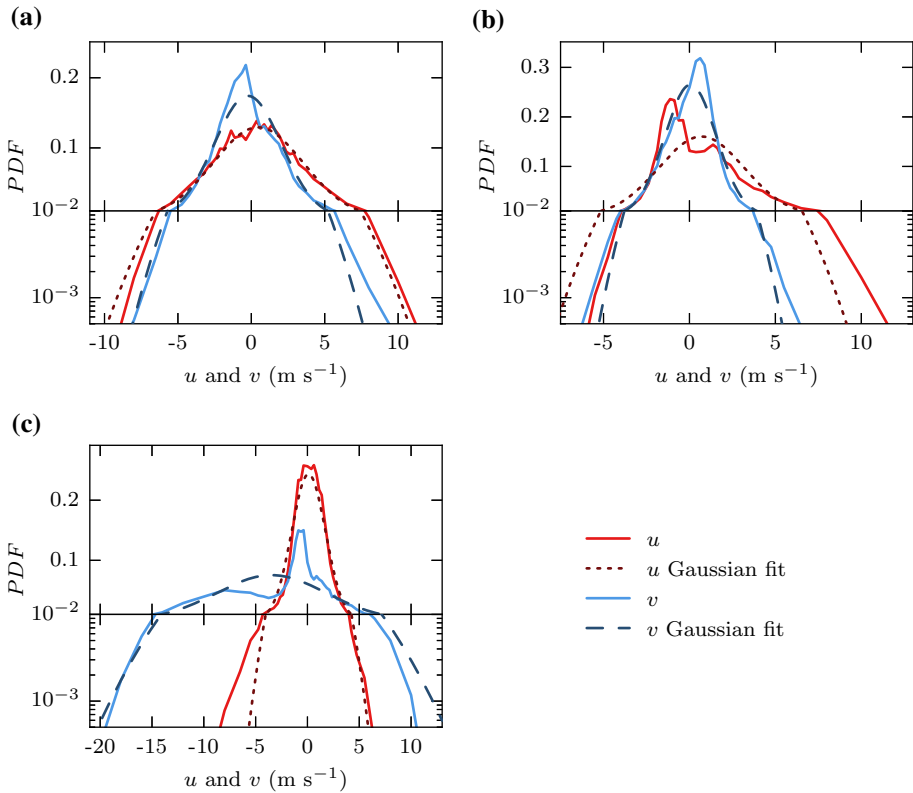 (a)
(b)
0.2
0.1
10⁻²
10⁻³
PDF
-10 -5 0 5 10
u and v (m s⁻¹)
0.3
0.2
0.1
10⁻²
10⁻³
PDF
-5 0 5 10
u and v (m s⁻¹)
(c)
0.2
0.1
10⁻²
10⁻³
PDF
-20 -15 -10 -5 0 5 10
u and v (m s⁻¹)
u
u Gaussian fit
v
v Gaussian fit